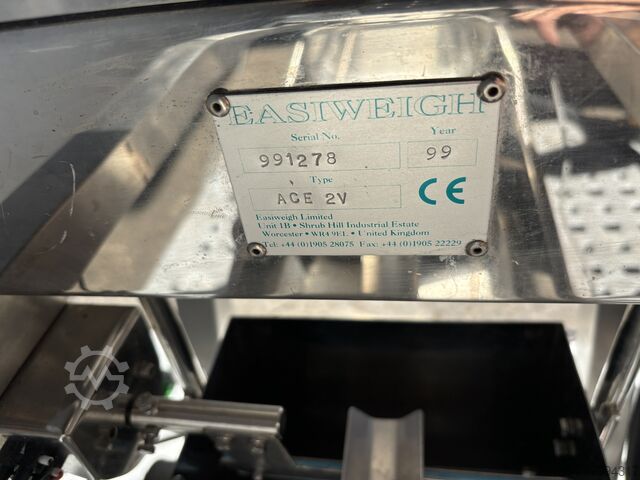 EASIWEIGH
Serial No. Year
991278 99
Type
ACE 2V
CE
Easiweigh Limited
Unit 1B • Shrub Hill Industrial Estate
Worcester • WR4 9EL • United Kingdom
Tel: +44 (0)1905 28075 Fax: +44 (0)1905 22229